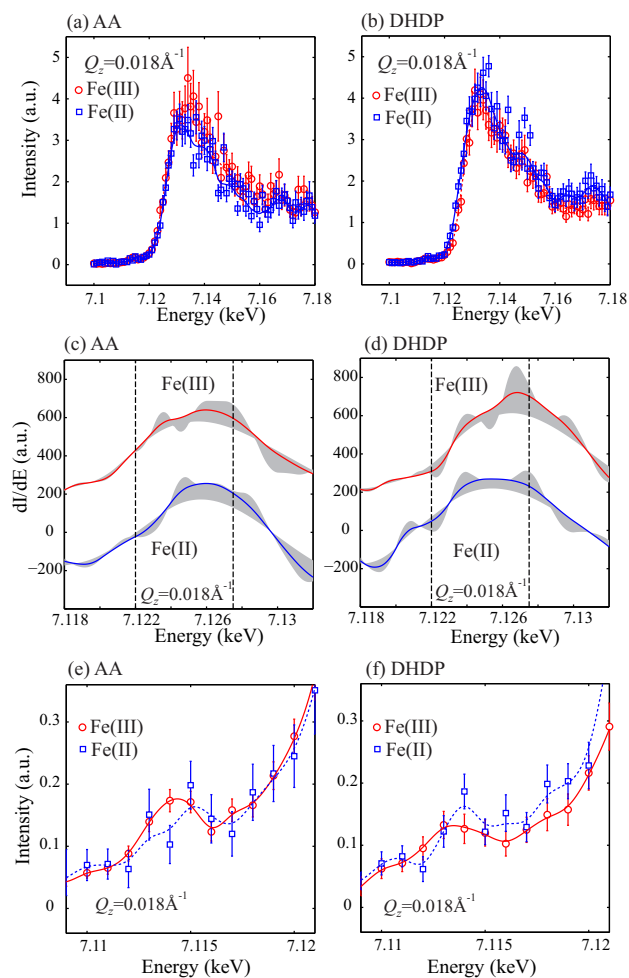 (a) AA
(b) DHDP
Q_z=0.018Å⁻¹
Fe(III)
Fe(II)
Intensity (a.u.)
5
4
3
2
1
0
7.1
7.12
7.14
7.16
7.18
Energy (keV)
Q_z=0.018Å⁻¹
Fe(III)
Fe(II)
5
4
3
2
1
0
7.1
7.12
7.14
7.16
7.18
Energy (keV)
(c) AA
(d) DHDP
dI/dE (a.u.)
800
600
400
200
0
−200
Fe(III)
Fe(II)
Q_z=0.018Å⁻¹
7.118
7.122
7.126
7.13
Energy (keV)
800
600
400
200
0
−200
Fe(III)
Fe(II)
Q_z=0.018Å⁻¹
7.118
7.122
7.126
7.13
Energy (keV)
(e) AA
(f) DHDP
Intensity (a.u.)
0.3
0.2
0.1
0
Fe(III)
Fe(II)
Q_z=0.018Å⁻¹
7.11
7.115
7.12
Energy (keV)
0.3
0.2
0.1
0
Fe(III)
Fe(II)
Q_z=0.018Å⁻¹
7.11
7.115
7.12
Energy (keV)